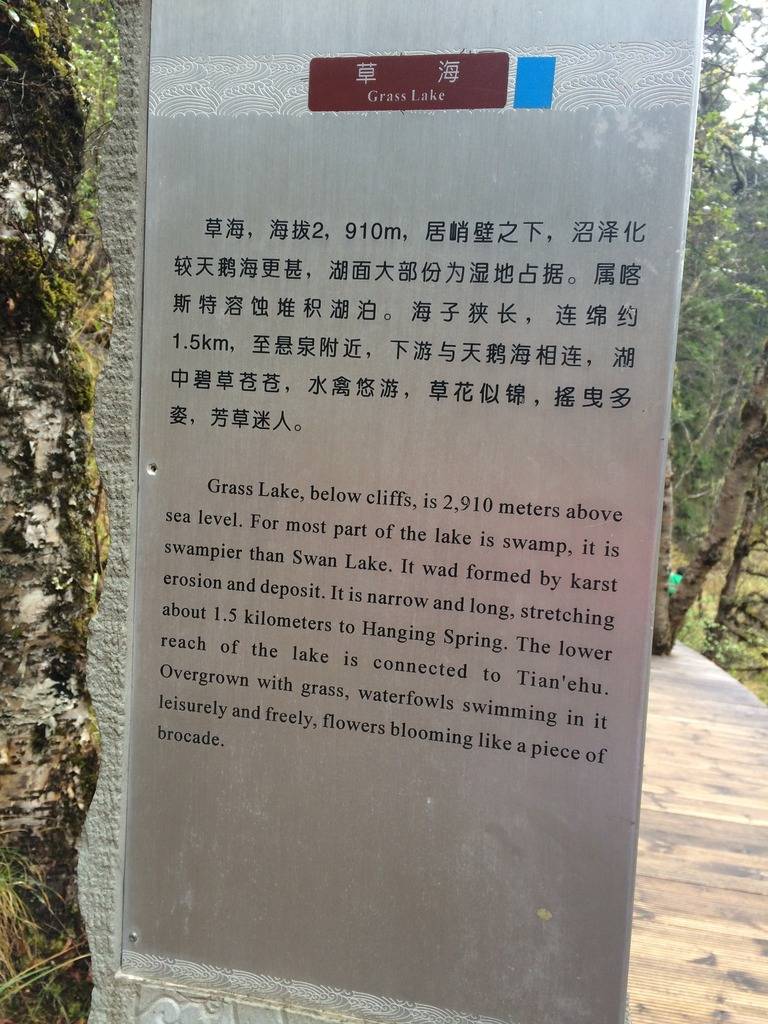 草 海
Grass Lake
草海，海拔2，910m，居峭壁之下，沼泽化
较天鹅海更甚，湖面大部份为湿地占据。属喀
斯特溶蚀堆积湖泊。海子狭长，连绵约
1.5km，至悬泉附近，下游与天鹅海相连，湖
中碧草苍苍，水禽悠游，草花似锦，摇曳多
姿，芳草迷人。
Grass Lake, below cliffs, is 2,910 meters above
sea level. For most part of the lake is swamp, it is
swampier than Swan Lake. It wad formed by karst
erosion and deposit. It is narrow and long, stretching
about 1.5 kilometers to Hanging Spring. The lower
reach of the lake is connected to Tian'ehu.
Overgrown with grass, waterfowls swimming in it
leisurely and freely, flowers blooming like a piece of
brocade.